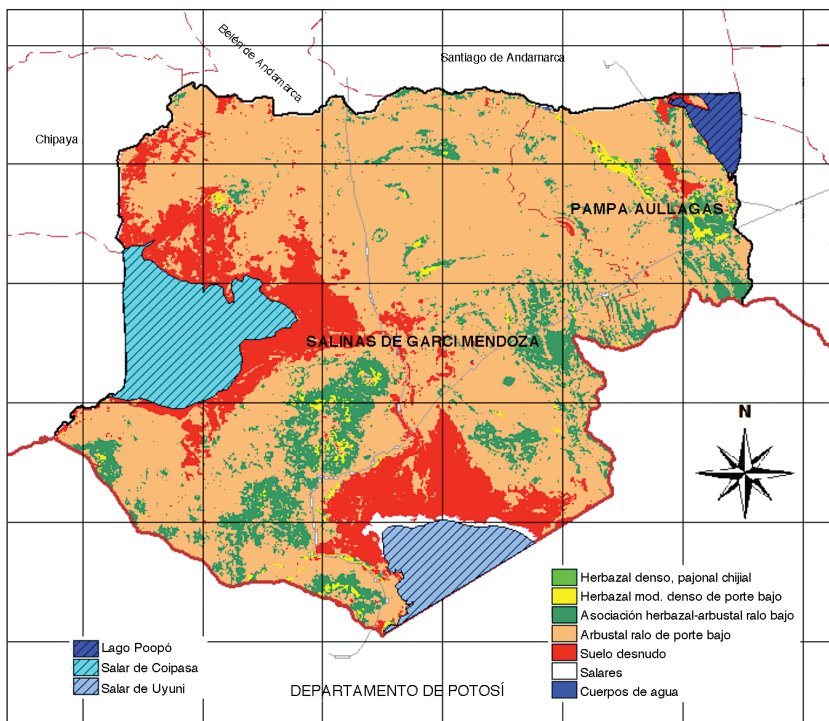 Belén de
Andamarca
Santiago de Andamarca
Chipaya
PAMPA AULLAGAS
SALINAS DE GARCI MENDOZA
N
Herbazal denso, pajonal chijial
Herbazal mod. denso de porte bajo
Asociación herbazal-arbustal ralo bajo
Arbustal ralo de porte bajo
Suelo desnudo
Salares
Cuerpos de agua
Lago Poopó
Salar de Coipasa
Salar de Uyuni
DEPARTAMENTO DE POTOSÍ